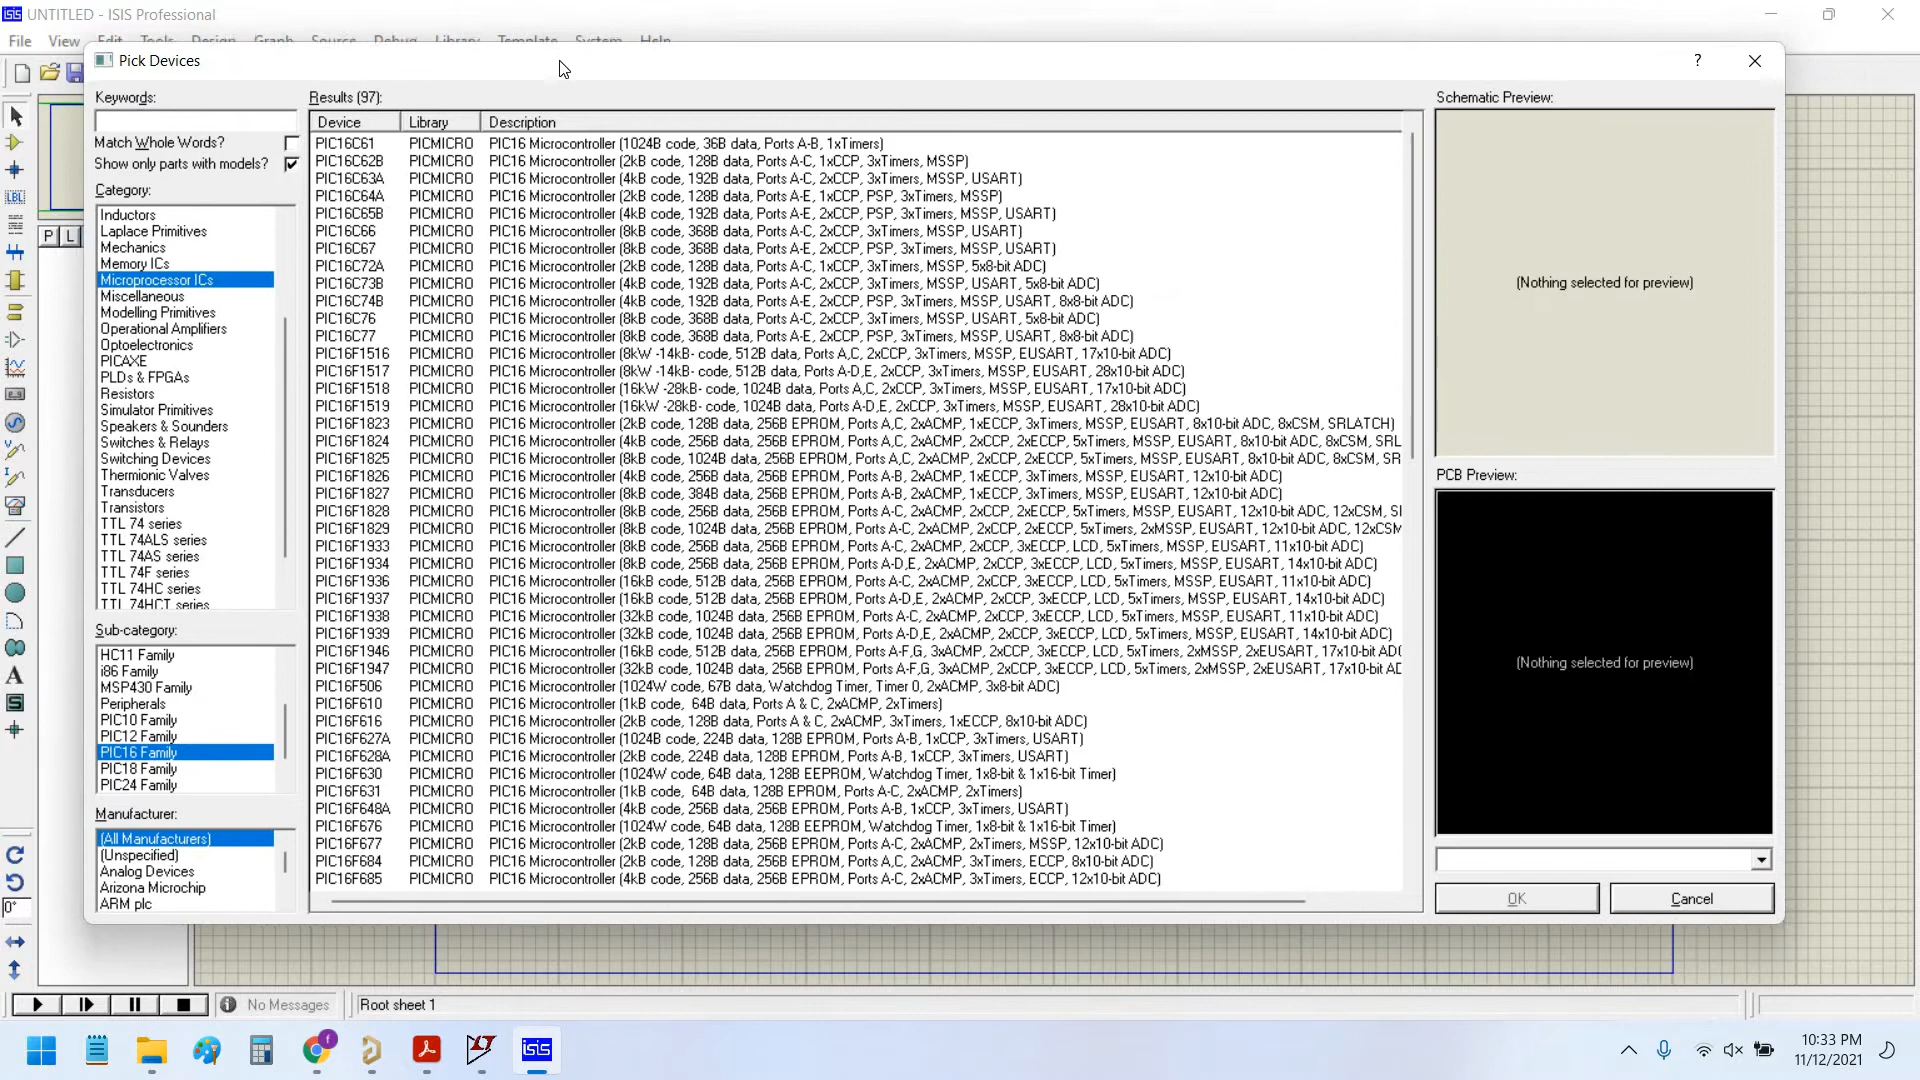 UNTITLED - ISIS Professional
File View Edit Tools Design Graph Source Debug Library Template System Help
Pick Devices
?
Keywords:
Match Whole Words?
Show only parts with models?
Category:
Inductors
Laplace Primitives
Mechanics
Memory ICs
Microprocessor ICs
Miscellaneous
Modelling Primitives
Operational Amplifiers
Optoelectronics
PICAXE
PLDs & FPGAs
Resistors
Simulator Primitives
Speakers & Sounders
Switches & Relays
Switching Devices
Thermionic Valves
Transducers
Transistors
TTL 74 series
TTL 74ALS series
TTL 74AS series
TTL 74F series
TTL 74HC series
TTL 74HCT series
Sub-category:
HC11 Family
i86 Family
MSP430 Family
Peripherals
PIC10 Family
PIC12 Family
PIC16 Family
PIC18 Family
PIC24 Family
Manufacturer:
(All Manufacturers)
(Unspecified)
Analog Devices
Arizona Microchip
ARM plc
Results (97):
Device Library Description
PIC16C61 PICMICRO PIC16 Microcontroller (1024B code, 36B data, Ports A-B, 1xTimers)
PIC16C62B PICMICRO PIC16 Microcontroller (2kB code, 128B data, Ports A-C, 1xCCP, 3xTimers, MSSP)
PIC16C63A PICMICRO PIC16 Microcontroller (4kB code, 192B data, Ports A-C, 2xCCP, 3xTimers, MSSP, USART)
PIC16C64A PICMICRO PIC16 Microcontroller (2kB code, 128B data, Ports A-E, 1xCCP, PSP, 3xTimers, MSSP)
PIC16C65B PICMICRO PIC16 Microcontroller (4kB code, 192B data, Ports A-E, 2xCCP, PSP, 3xTimers, MSSP, USART)
PIC16C66 PICMICRO PIC16 Microcontroller (8kB code, 368B data, Ports A-C, 2xCCP, 3xTimers, MSSP, USART)
PIC16C67 PICMICRO PIC16 Microcontroller (8kB code, 368B data, Ports A-E, 2xCCP, PSP, 3xTimers, MSSP, USART)
PIC16C72A PICMICRO PIC16 Microcontroller (2kB code, 128B data, Ports A-C, 1xCCP, 3xTimers, MSSP, 5x8-bit ADC)
PIC16C73B PICMICRO PIC16 Microcontroller (4kB code, 192B data, Ports A-C, 2xCCP, 3xTimers, MSSP, USART, 5x8-bit ADC)
PIC16C74B PICMICRO PIC16 Microcontroller (4kB code, 192B data, Ports A-E, 2xCCP, PSP, 3xTimers, MSSP, USART, 8x8-bit ADC)
PIC16C76 PICMICRO PIC16 Microcontroller (8kB code, 368B data, Ports A-C, 2xCCP, 3xTimers, MSSP, USART, 5x8-bit ADC)
PIC16C77 PICMICRO PIC16 Microcontroller (8kB code, 368B data, Ports A-E, 2xCCP, PSP, 3xTimers, MSSP, USART, 8x8-bit ADC)
PIC16F1516 PICMICRO PIC16 Microcontroller (8kW -14kB- code, 512B data, Ports A,C, 2xCCP, 3xTimers, MSSP, EUSART, 17x10-bit ADC)
PIC16F1517 PICMICRO PIC16 Microcontroller (8kW -14kB- code, 512B data, Ports A-D,E, 2xCCP, 3xTimers, MSSP, EUSART, 28x10-bit ADC)
PIC16F1518 PICMICRO PIC16 Microcontroller (16kW -28kB- code, 1024B data, Ports A,C, 2xCCP, 3xTimers, MSSP, EUSART, 17x10-bit ADC)
PIC16F1519 PICMICRO PIC16 Microcontroller (16kW -28kB- code, 1024B data, Ports A-D,E, 2xCCP, 3xTimers, MSSP, EUSART, 28x10-bit ADC)
PIC16F1823 PICMICRO PIC16 Microcontroller (2kB code, 128B data, 256B EPROM, Ports A,C, 2xACMP, 1xECCP, 3xTimers, MSSP, EUSART, 8x10-bit ADC, 8xCSM, SRLATCH)
PIC16F1824 PICMICRO PIC16 Microcontroller (4kB code, 256B data, 256B EPROM, Ports A,C, 2xACMP, 2xCCP, 2xECCP, 5xTimers, MSSP, EUSART, 8x10-bit ADC, 8xCSM, SRL
PIC16F1825 PICMICRO PIC16 Microcontroller (8kB code, 1024B data, 256B EPROM, Ports A,C, 2xACMP, 2xCCP, 2xECCP, 5xTimers, MSSP, EUSART, 8x10-bit ADC, 8xCSM, SR
PIC16F1826 PICMICRO PIC16 Microcontroller (4kB code, 256B data, 256B EPROM, Ports A-B, 2xACMP, 1xECCP, 3xTimers, MSSP, EUSART, 12x10-bit ADC)
PIC16F1827 PICMICRO PIC16 Microcontroller (8kB code, 384B data, 256B EPROM, Ports A-B, 2xACMP, 1xECCP, 3xTimers, MSSP, EUSART, 12x10-bit ADC)
PIC16F1828 PICMICRO PIC16 Microcontroller (8kB code, 256B data, 256B EPROM, Ports A-C, 2xACMP, 2xCCP, 2xECCP, 5xTimers, MSSP, EUSART, 12x10-bit ADC, 12xCSM, S
PIC16F1829 PICMICRO PIC16 Microcontroller (8kB code, 1024B data, 256B EPROM, Ports A-C, 2xACMP, 2xCCP, 2xECCP, 5xTimers, 2xMSSP, EUSART, 12x10-bit ADC, 12xCSM
PIC16F1933 PICMICRO PIC16 Microcontroller (8kB code, 256B data, 256B EPROM, Ports A-C, 2xACMP, 2xCCP, 3xECCP, LCD, 5xTimers, MSSP, EUSART, 11x10-bit ADC)
PIC16F1934 PICMICRO PIC16 Microcontroller (8kB code, 256B data, 256B EPROM, Ports A-D,E, 2xACMP, 2xCCP, 3xECCP, LCD, 5xTimers, MSSP, EUSART, 14x10-bit ADC)
PIC16F1936 PICMICRO PIC16 Microcontroller (16kB code, 512B data, 256B EPROM, Ports A-C, 2xACMP, 2xCCP, 3xECCP, LCD, 5xTimers, MSSP, EUSART, 11x10-bit ADC)
PIC16F1937 PICMICRO PIC16 Microcontroller (16kB code, 512B data, 256B EPROM, Ports A-D,E, 2xACMP, 2xCCP, 3xECCP, LCD, 5xTimers, MSSP, EUSART, 14x10-bit ADC)
PIC16F1938 PICMICRO PIC16 Microcontroller (32kB code, 1024B data, 256B EPROM, Ports A-C, 2xACMP, 2xCCP, 3xECCP, LCD, 5xTimers, MSSP, EUSART, 11x10-bit ADC)
PIC16F1939 PICMICRO PIC16 Microcontroller (32kB code, 1024B data, 256B EPROM, Ports A-D,E, 2xACMP, 2xCCP, 3xECCP, LCD, 5xTimers, MSSP, EUSART, 14x10-bit ADC)
PIC16F1946 PICMICRO PIC16 Microcontroller (16kB code, 512B data, 256B EPROM, Ports A-F,G, 3xACMP, 2xCCP, 3xECCP, LCD, 5xTimers, 2xMSSP, 2xEUSART, 17x10-bit AD
PIC16F1947 PICMICRO PIC16 Microcontroller (32kB code, 1024B data, 256B EPROM, Ports A-F,G, 3xACMP, 2xCCP, 3xECCP, LCD, 5xTimers, 2xMSSP, 2xEUSART, 17x10-bit A
PIC16F506 PICMICRO PIC16 Microcontroller (1024W code, 67B data, Watchdog Timer, Timer 0, 2xACMP, 3x8-bit ADC)
PIC16F610 PICMICRO PIC16 Microcontroller (1kB code, 64B data, Ports A & C, 2xACMP, 2xTimers)
PIC16F616 PICMICRO PIC16 Microcontroller (2kB code, 128B data, Ports A & C, 2xACMP, 3xTimers, 1xECCP, 8x10-bit ADC)
PIC16F627A PICMICRO PIC16 Microcontroller (1024B code, 224B data, 128B EEPROM, Ports A-B, 1xCCP, 3xTimers, USART)
PIC16F628A PICMICRO PIC16 Microcontroller (2kB code, 224B data, 128B EEPROM, Ports A-B, 1xCCP, 3xTimers, USART)
PIC16F630 PICMICRO PIC16 Microcontroller (1024W code, 64B data, 128B EEPROM, Watchdog Timer, 1x8-bit & 1x16-bit Timer)
PIC16F631 PICMICRO PIC16 Microcontroller (1kB code, 64B data, 128B EEPROM, Ports A-C, 2xACMP, 2xTimers)
PIC16F648A PICMICRO PIC16 Microcontroller (4kB code, 256B data, 256B EEPROM, Ports A-B, 1xCCP, 3xTimers, USART)
PIC16F676 PICMICRO PIC16 Microcontroller (1024W code, 64B data, 128B EEPROM, Watchdog Timer, 1x8-bit & 1x16-bit Timer)
PIC16F677 PICMICRO PIC16 Microcontroller (2kB code, 128B data, 256B EEPROM, Ports A-C, 2xACMP, 2xTimers, MSSP, 12x10-bit ADC)
PIC16F684 PICMICRO PIC16 Microcontroller (2kB code, 128B data, 256B EEPROM, Ports A,C, 2xACMP, 3xTimers, ECCP, 8x10-bit ADC)
PIC16F685 PICMICRO PIC16 Microcontroller (4kB code, 256B data, 256B EEPROM, Ports A-C, 2xACMP, 3xTimers, ECCP, 12x10-bit ADC)
Schematic Preview:
(Nothing selected for preview)
PCB Preview:
(Nothing selected for preview)
OK Cancel
LBL
P L
A
S
0°
No Messages
Root sheet 1
f
isis
10:33 PM
11/12/2021